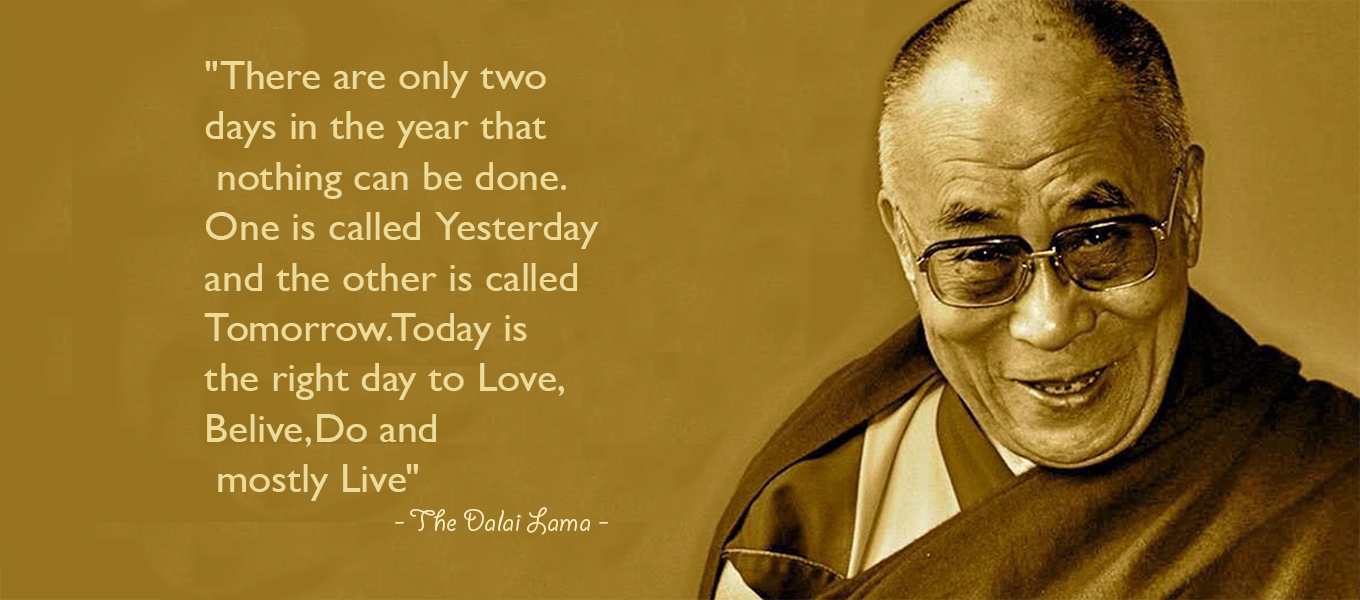 "There are only two
days in the year that
nothing can be done.
One is called Yesterday
and the other is called
Tomorrow.Today is
the right day to Love,
Belive,Do and
mostly Live"
- The Dalai Lama -